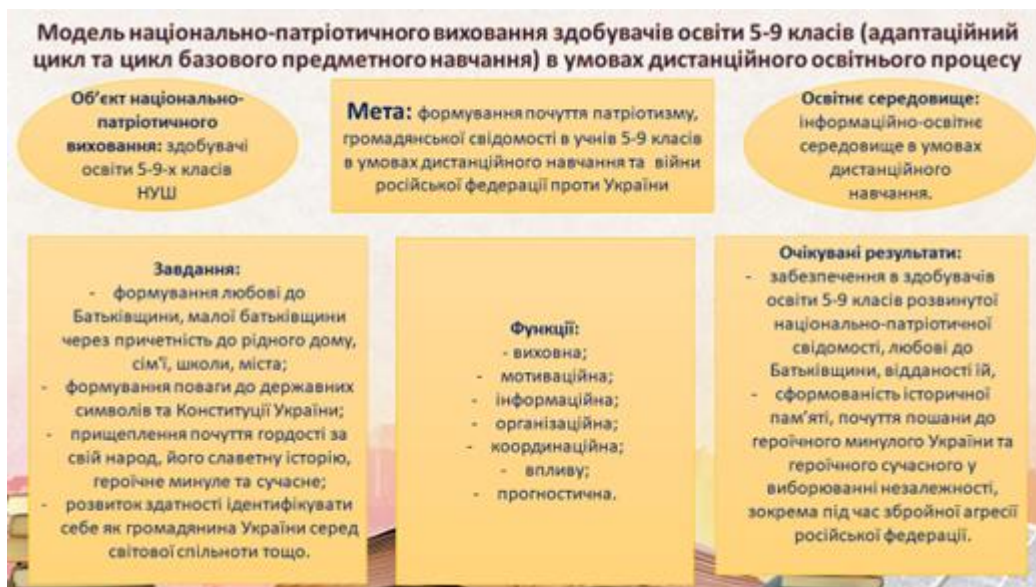 Модель національно-патріотичного виховання здобувачів освіти 5-9 класів (адаптаційний
цикл та цикл базового предметного навчання) в умовах дистанційного освітнього процесу
Об'єкт національно-
патріотичного
виховання: здобувачі
освіти 5-9-х класів
НУШ
Мета: формування почуття патріотизму,
громадянської свідомості в учнів 5-9 класів
в умовах дистанційного навчання та війни
російської федерації проти України
Освітнє середовище:
інформаційно-освітнє
середовище в умовах
дистанційного
навчання.
Завдання:
- формування любові до
Батьківщини, малої батьківщини
через причетність до рідного дому,
сім'ї, школи, міста;
- формування поваги до державних
символів та Конституції України;
- прищеплення почуття гордості за
свій народ, його славетну історію,
героїчне минуле та сучасне;
- розвиток здатності ідентифікувати
себе як громадянина України серед
світової спільноти тощо.
Функції:
- виховна;
- мотиваційна;
- інформаційна;
- організаційна;
- координаційна;
- впливу;
- прогностична.
Очікувані результати:
- забезпечення в здобувачів
освіти 5-9 класів розвинутої
національно-патріотичної
свідомості, любові до
Батьківщини, відданості їй,
- сформованість історичної
пам'яті, почуття пошани до
героїчного минулого України та
героїчного сучасного у
виборюванні незалежності,
зокрема під час збройної агресії
російської федерації.